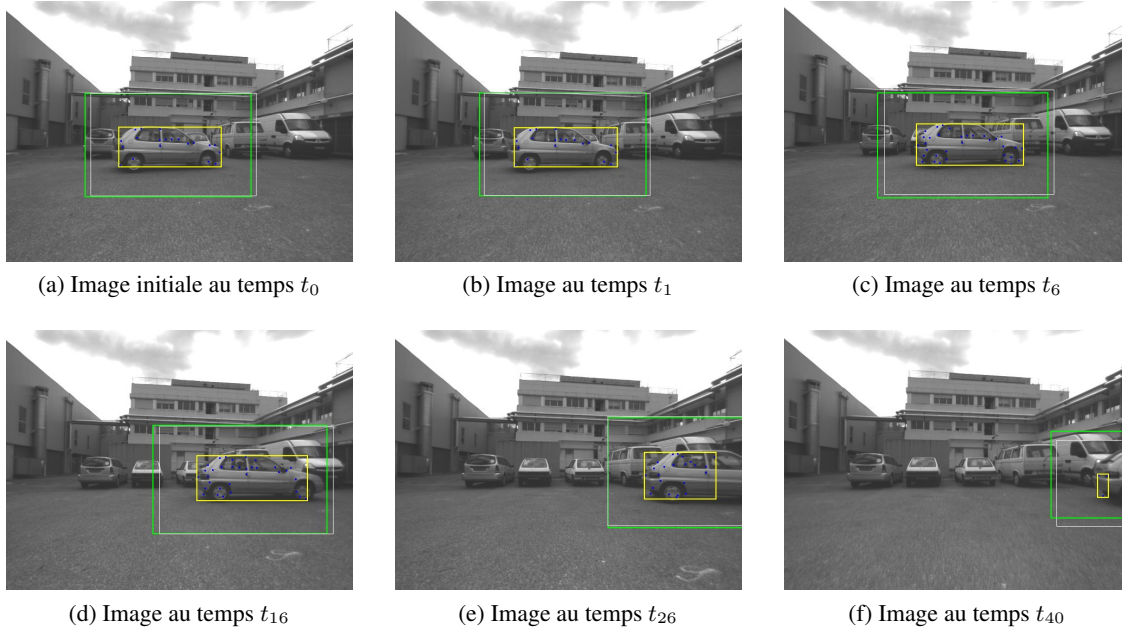 (a) Image initiale au temps t₀
(b) Image au temps t₁
(c) Image au temps t₆
(d) Image au temps t₁₆
(e) Image au temps t₂₆
(f) Image au temps t₄₀